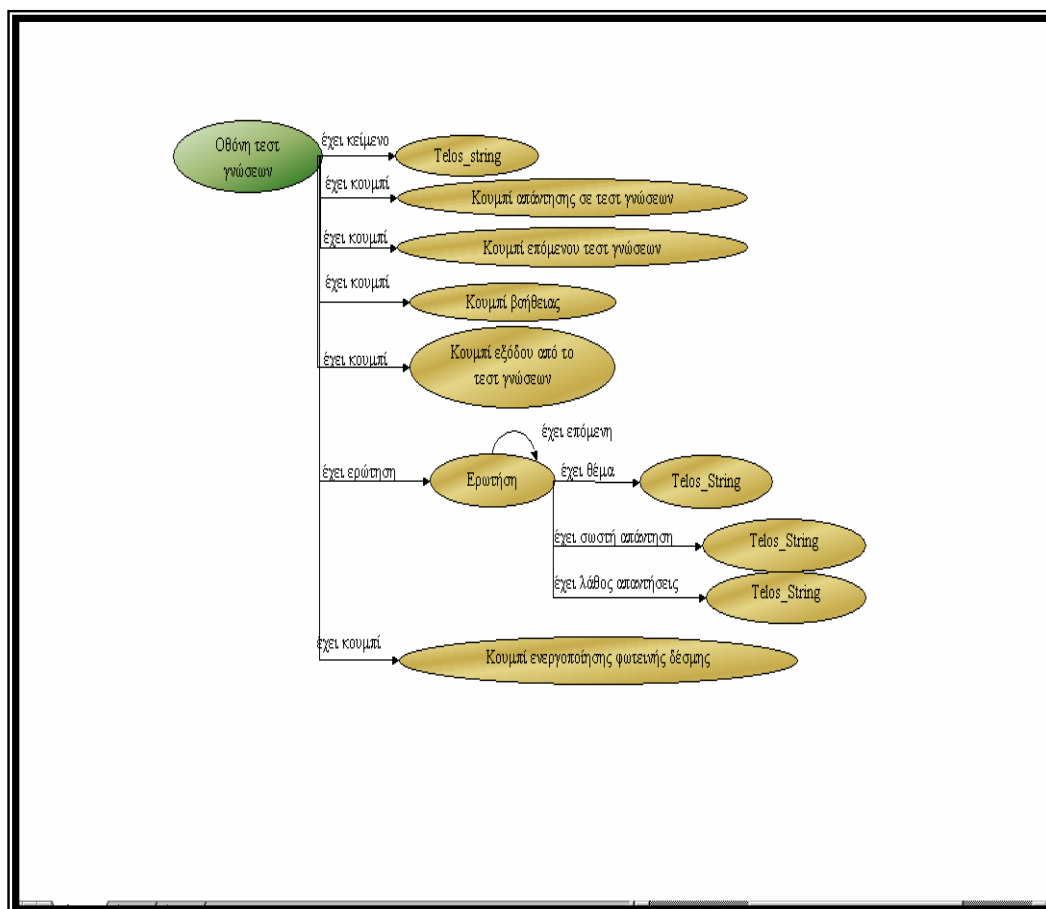 Οθόνη τεστ
γνώσεων
έχει κείμενο
Telos_string
έχει κουμπί
Κουμπί απάντησης σε τεστ γνώσεων
έχει κουμπί
Κουμπί επόμενου τεστ γνώσεων
έχει κουμπί
Κουμπί βοήθειας
έχει κουμπί
Κουμπί εξόδου από το
τεστ γνώσεων
έχει επόμενη
έχει ερώτηση
Ερωτήση
έχει θέμα
Telos_String
έχει σωστή απάντηση
Telos_String
έχει λάθος απαντήσεις
Telos_String
έχει κουμπί
Κουμπί ενεργοποίησης φωτεινής δέσμης